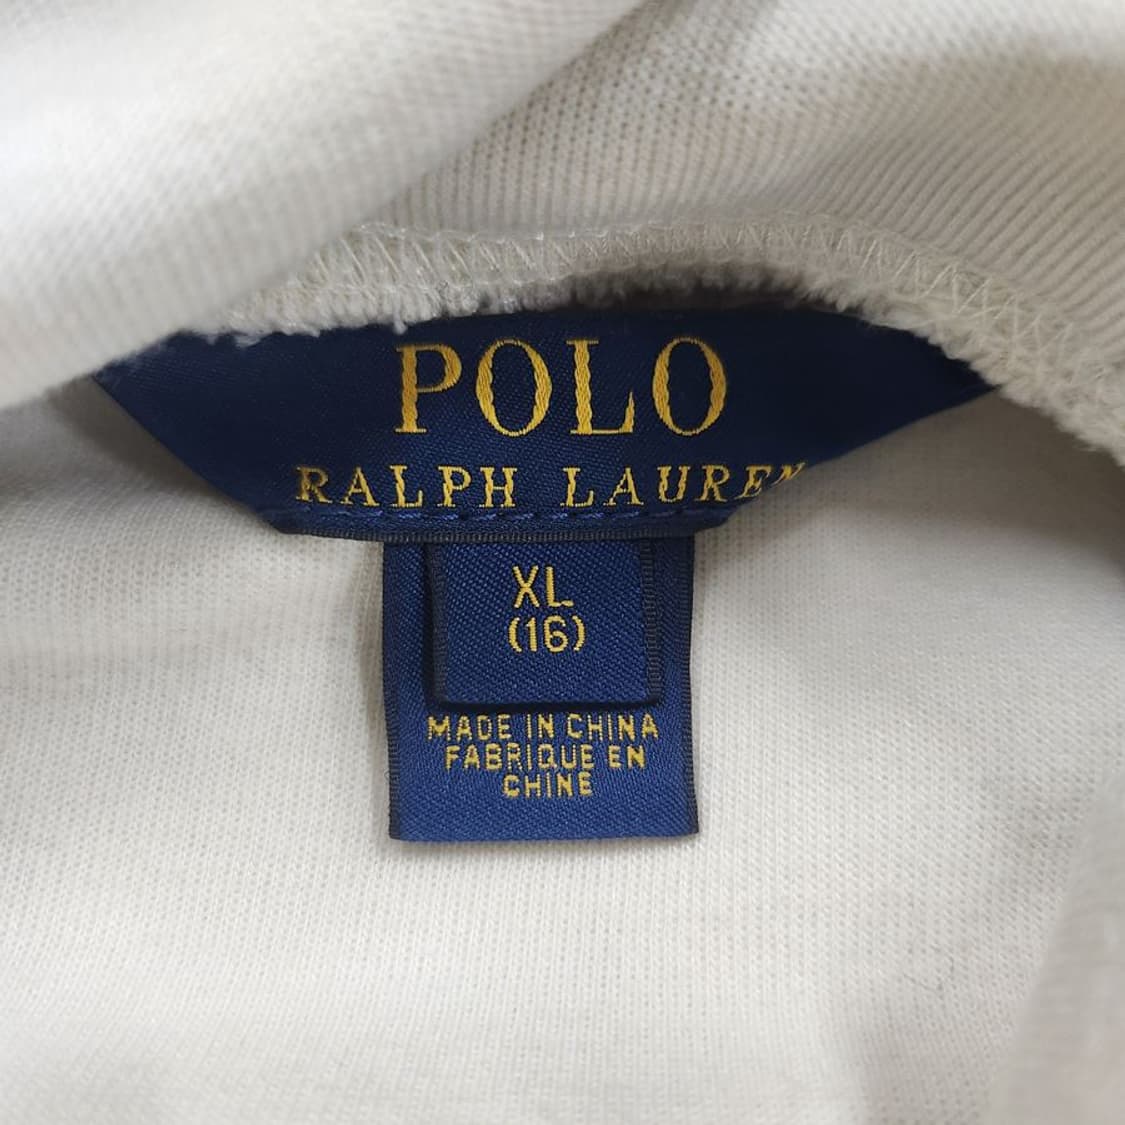 POLO
RALPH LAUREN
XL
(16)
MADE IN CHINA
FABRIQUE EN
CHINE